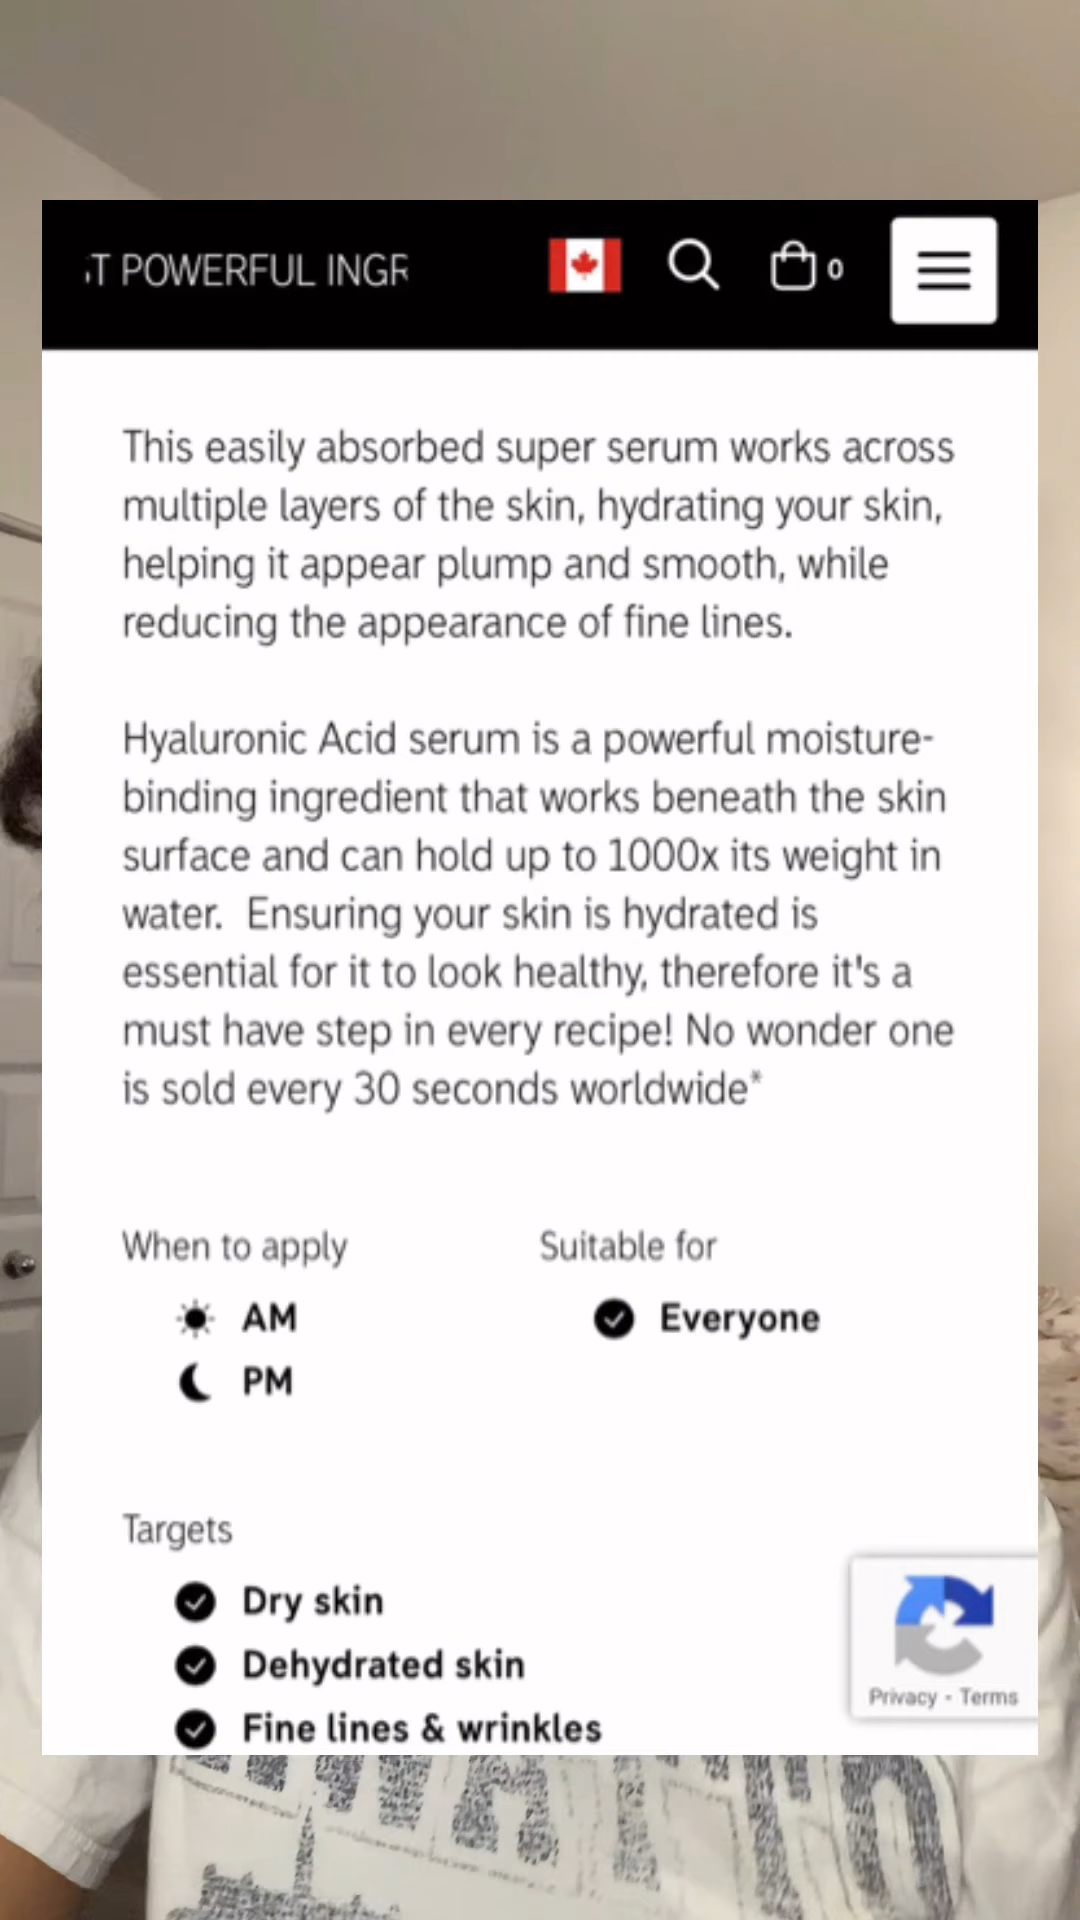 T POWERFUL INGR
0
This easily absorbed super serum works across
multiple layers of the skin, hydrating your skin,
helping it appear plump and smooth, while
reducing the appearance of fine lines.
Hyaluronic Acid serum is a powerful moisture-
binding ingredient that works beneath the skin
surface and can hold up to 1000x its weight in
water.  Ensuring your skin is hydrated is
essential for it to look healthy, therefore it's a
must have step in every recipe! No wonder one
is sold every 30 seconds worldwide*
When to apply
AM
PM
Suitable for
Everyone
Targets
Dry skin
Dehydrated skin
Fine lines & wrinkles
Privacy - Terms